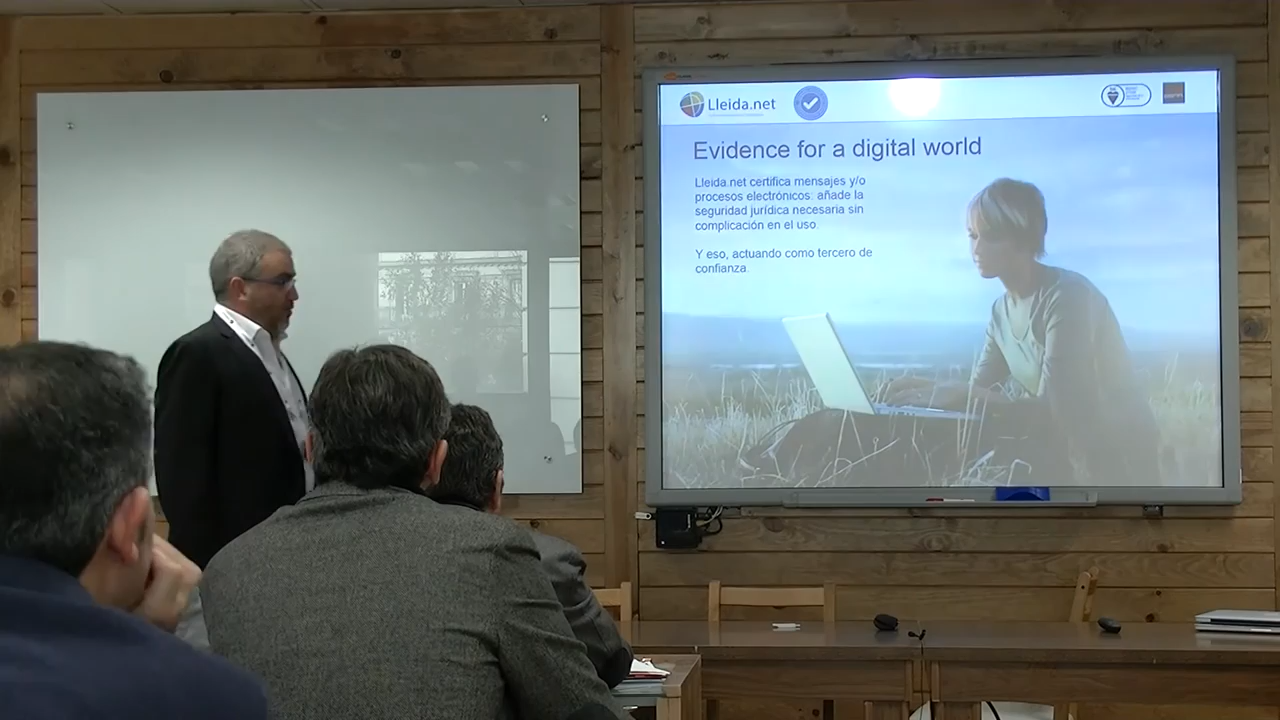 Lleida.net
Evidence for a digital world
Lleida.net certifica mensajes y/o
procesos electrónicos: añade la
seguridad jurídica necesaria sin
complicación en el uso.
Y eso, actuando como tercero de
confianza.